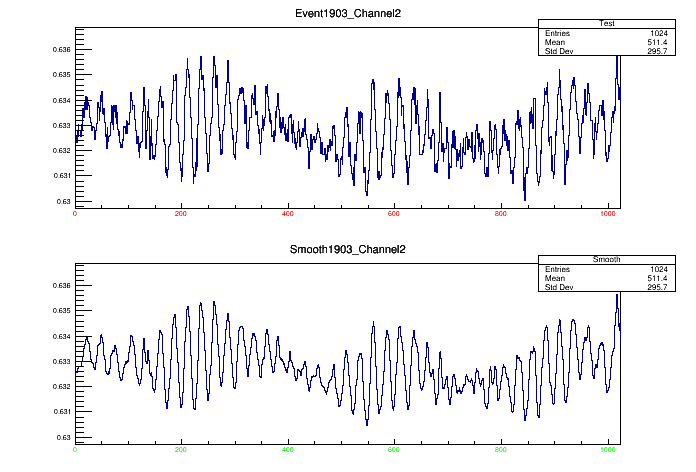 Event1903_Channel2
Test
Entries 1024
Mean 511.4
Std Dev 295.7
0.636
0.635
0.634
0.633
0.632
0.631
0.63
0 200 400 600 800 1000
Smooth1903_Channel2
Smooth
Entries 1024
Mean 511.4
Std Dev 295.7
0.636
0.635
0.634
0.633
0.632
0.631
0.63
0 200 400 600 800 1000